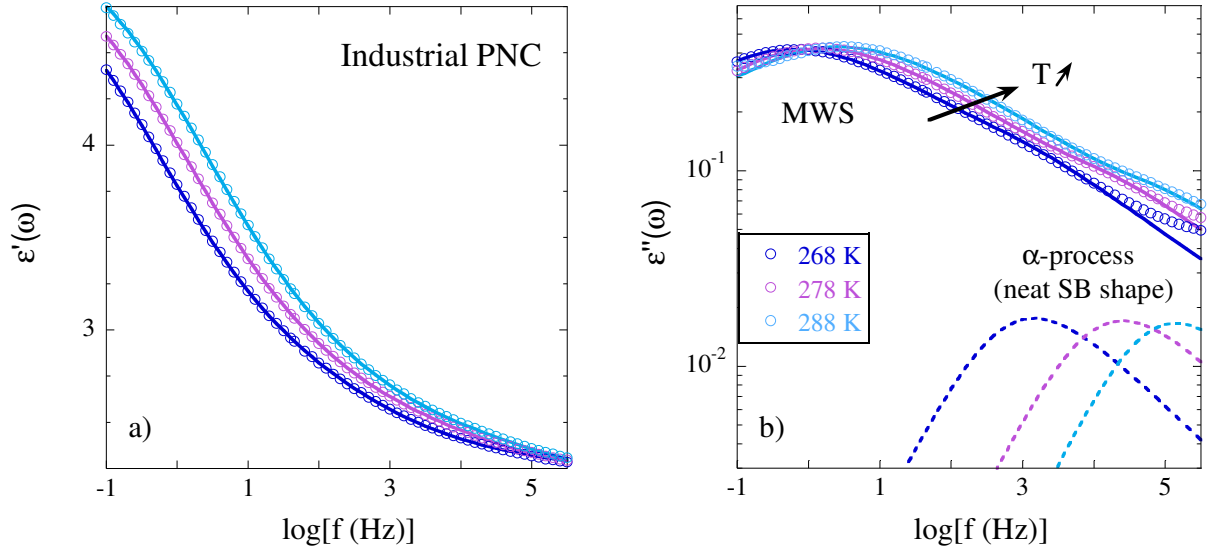 Industrial PNC
4
3
ε'(ω)
a)
-1 1 3 5
log[f (Hz)]
T
MWS
10⁻¹
ε''(ω)
268 K
278 K
288 K
α-process
(neat SB shape)
10⁻²
b)
-1 1 3 5
log[f (Hz)]